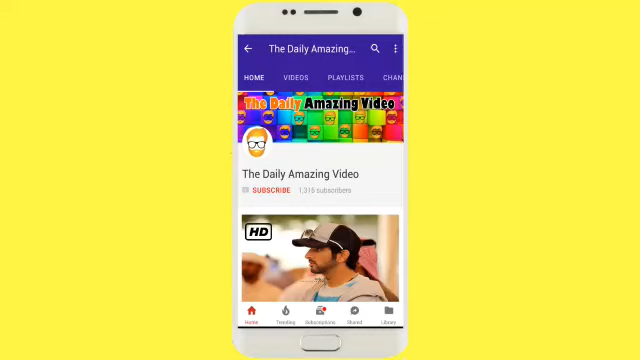 The Daily Amazing...
HOME VIDEOS PLAYLISTS CHAN
The Daily Amazing Video
The Daily Amazing Video
SUBSCRIBE 1,315 subscribers
HD
Home Trending Subscriptions Shared Library